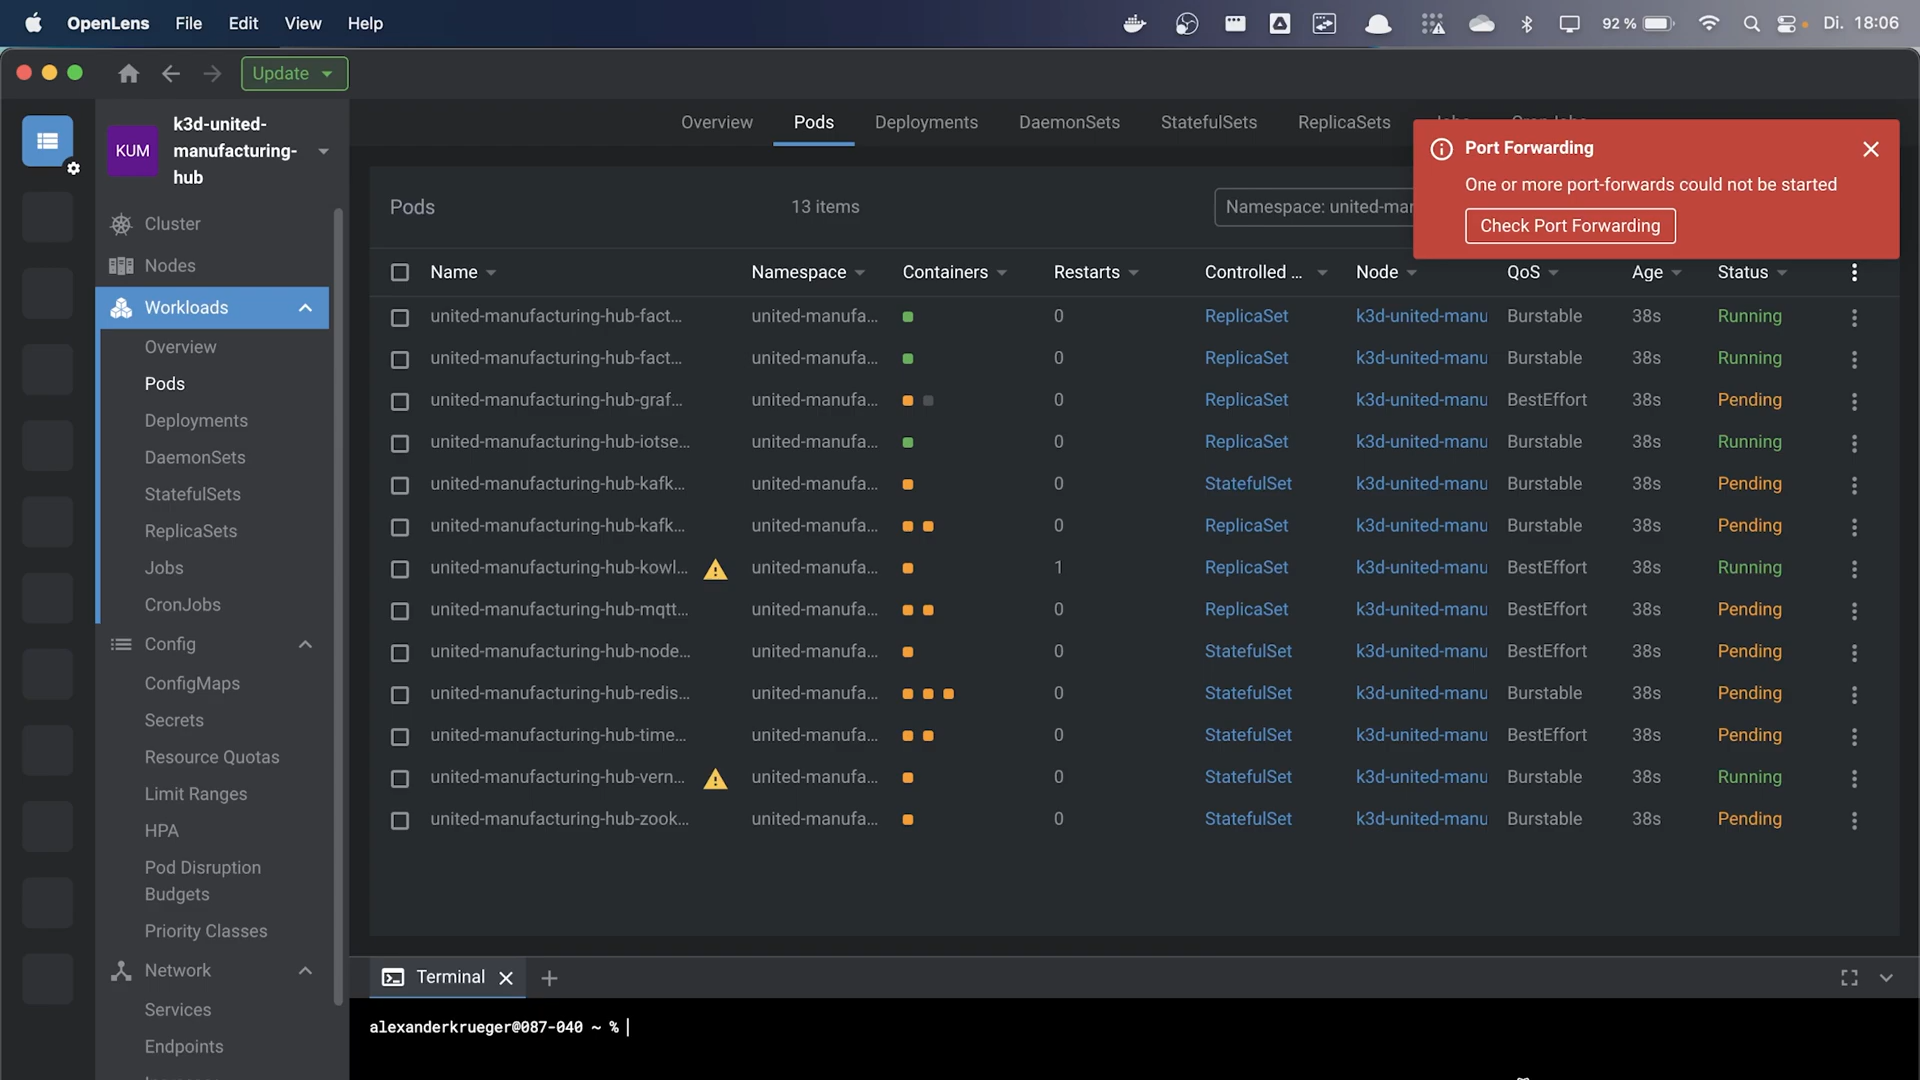 OpenLens File Edit View Help
92 % Di. 18:06
Update
KUM
k3d-united-
manufacturing-
hub
Cluster
Nodes
Workloads
Overview
Pods
Deployments
DaemonSets
StatefulSets
ReplicaSets
Jobs
CronJobs
Config
ConfigMaps
Secrets
Resource Quotas
Limit Ranges
HPA
Pod Disruption
Budgets
Priority Classes
Network
Services
Endpoints
Overview Pods Deployments DaemonSets StatefulSets ReplicaSets
Port Forwarding
One or more port-forwards could not be started
Check Port Forwarding
Pods 13 items Namespace: united-mar
Name Namespace Containers Restarts Controlled ... Node QoS Age Status
united-manufacturing-hub-fact... united-manufa... 0 ReplicaSet k3d-united-manu Burstable 38s Running
united-manufacturing-hub-fact... united-manufa... 0 ReplicaSet k3d-united-manu Burstable 38s Running
united-manufacturing-hub-graf... united-manufa... 0 ReplicaSet k3d-united-manu BestEffort 38s Pending
united-manufacturing-hub-iotse... united-manufa... 0 ReplicaSet k3d-united-manu Burstable 38s Running
united-manufacturing-hub-kafk... united-manufa... 0 StatefulSet k3d-united-manu Burstable 38s Pending
united-manufacturing-hub-kafk... united-manufa... 0 ReplicaSet k3d-united-manu Burstable 38s Pending
united-manufacturing-hub-kowl... united-manufa... 1 ReplicaSet k3d-united-manu BestEffort 38s Running
united-manufacturing-hub-mqtt... united-manufa... 0 ReplicaSet k3d-united-manu BestEffort 38s Pending
united-manufacturing-hub-node... united-manufa... 0 StatefulSet k3d-united-manu BestEffort 38s Pending
united-manufacturing-hub-redis... united-manufa... 0 StatefulSet k3d-united-manu Burstable 38s Pending
united-manufacturing-hub-time... united-manufa... 0 StatefulSet k3d-united-manu BestEffort 38s Pending
united-manufacturing-hub-vern... united-manufa... 0 StatefulSet k3d-united-manu Burstable 38s Running
united-manufacturing-hub-zook... united-manufa... 0 StatefulSet k3d-united-manu Burstable 38s Pending
Terminal
alexanderkrueger@087-040 ~ %